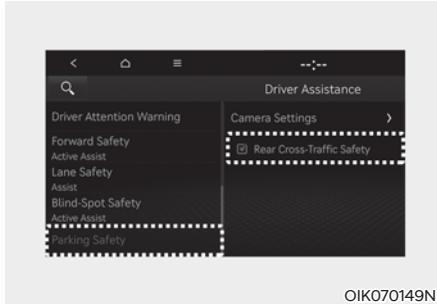 --:--
Driver Assistance
Driver Attention Warning
Forward Safety
Active Assist
Lane Safety
Assist
Blind-Spot Safety
Active Assist
Parking Safety
Camera Settings
Rear Cross-Traffic Safety
OIK070149N